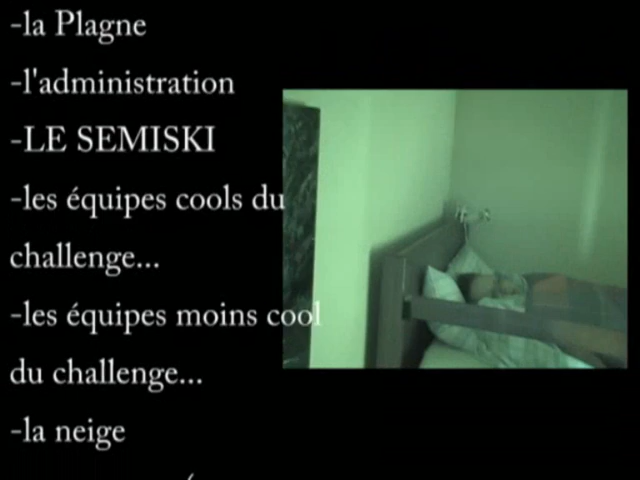 -la Plagne
-l'administration
-LE SEMISKI
-les équipes cools du
challenge...
-les équipes moins cool
du challenge...
-la neige